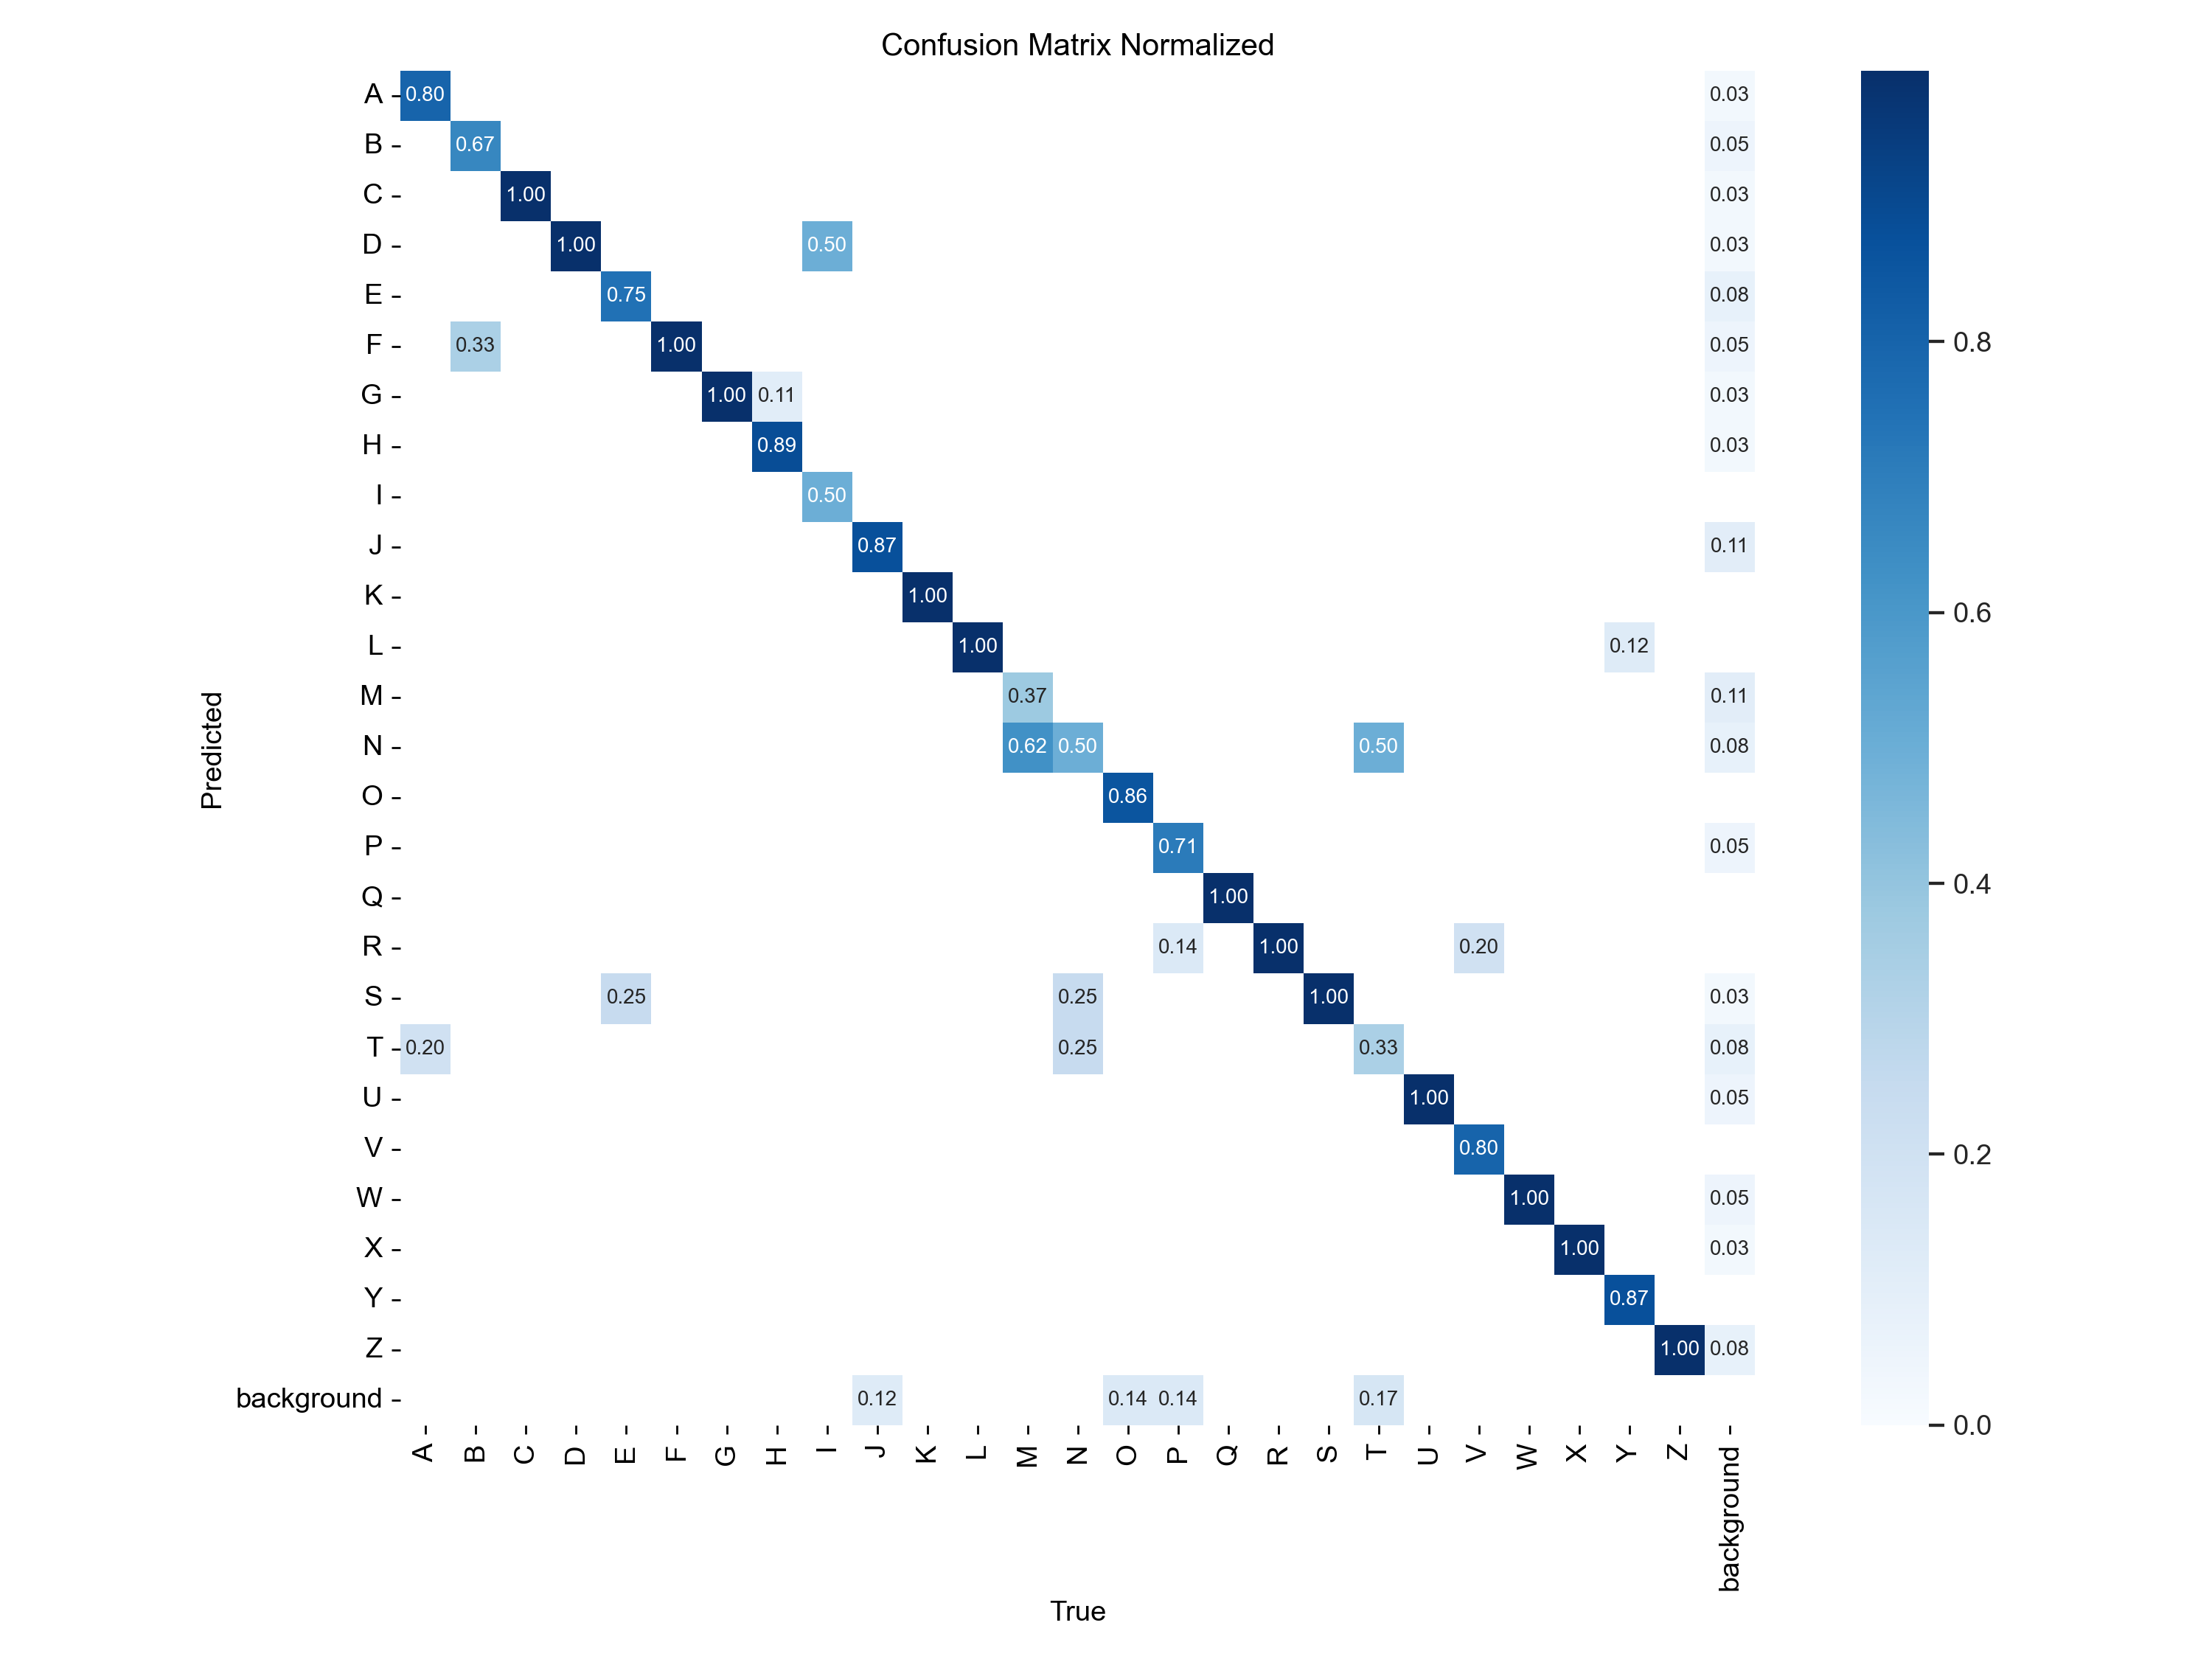 Confusion Matrix Normalized
A 0.80 0.03
B 0.67 0.05
C 1.00 0.03
D 1.00 0.50 0.03
E 0.75 0.08
F 0.33 1.00 0.05
G 1.00 0.11 0.03
H 0.89 0.03
I 0.50
J 0.87 0.11
K 1.00
L 1.00 0.12
M 0.37 0.11
N 0.62 0.50 0.50 0.08
O 0.86
P 0.71 0.05
Q 1.00
R 0.14 1.00 0.20
S 0.25 0.25 1.00 0.03
T 0.20 0.25 0.33 0.08
U 1.00 0.05
V 0.80
W 1.00 0.05
X 1.00 0.03
Y 0.87
Z 1.00 0.08
background 0.12 0.14 0.14 0.17
A B C D E F G H I J K L M N O P Q R S T U V W X Y Z background
Predicted
True
0.8
0.6
0.4
0.2
0.0